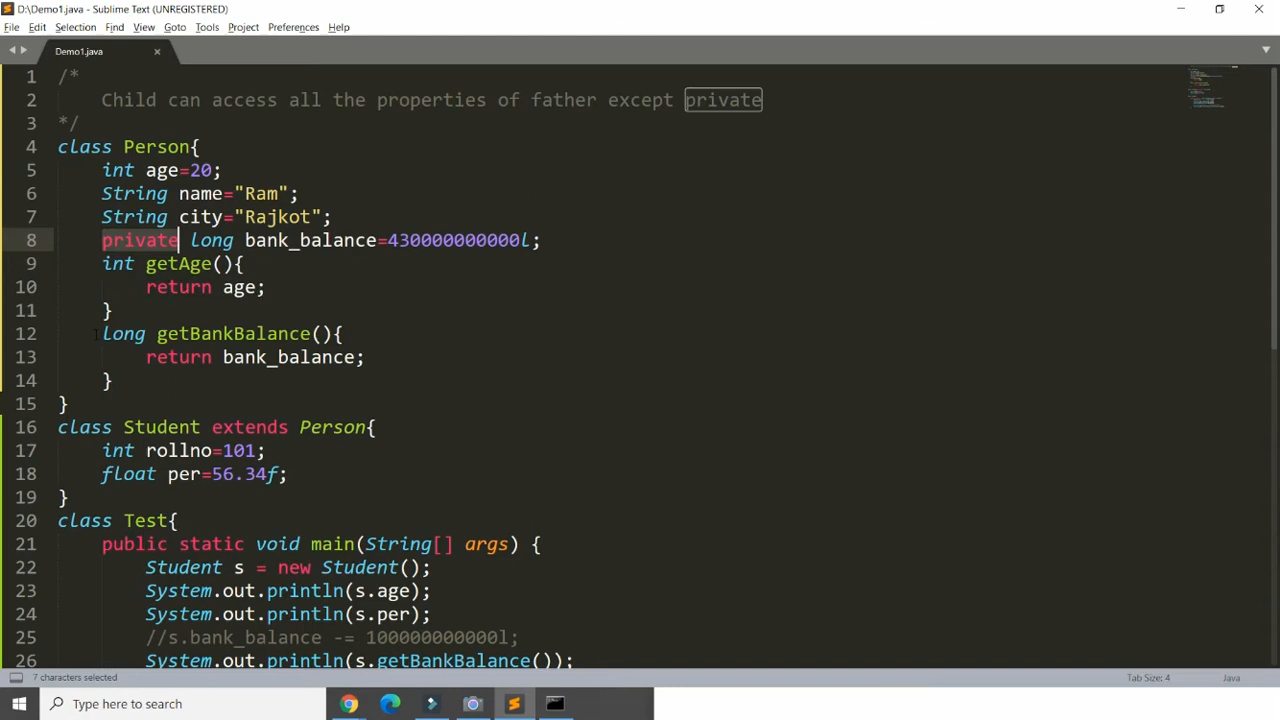 D:\Demo1.java - Sublime Text (UNREGISTERED)
File Edit Selection Find View Goto Tools Project Preferences Help
Demo1.java
1 /*
2 Child can access all the properties of father except private
3 */
4 class Person{
5 int age=20;
6 String name="Ram";
7 String city="Rajkot";
8 private long bank_balance=430000000000l;
9 int getAge(){
10 return age;
11 }
12 long getBankBalance(){
13 return bank_balance;
14 }
15 }
16 class Student extends Person{
17 int rollno=101;
18 float per=56.34f;
19 }
20 class Test{
21 public static void main(String[] args) {
22 Student s = new Student();
23 System.out.println(s.age);
24 System.out.println(s.per);
25 //s.bank_balance -= 100000000000l;
26 System.out.println(s.getBankBalance());
7 characters selected Tab Size: 4 Java
Type here to search